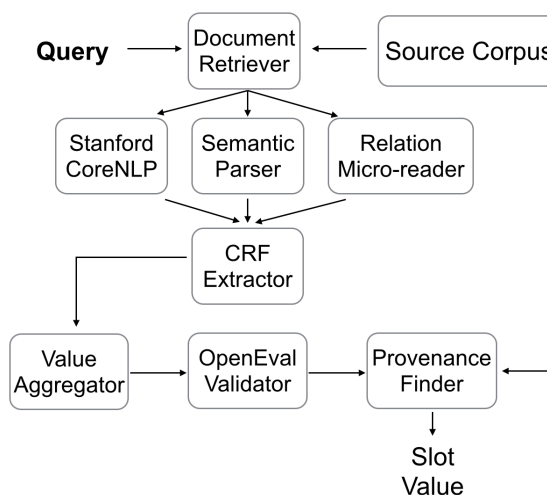 Query
Document
Retriever
Source Corpus
Stanford
CoreNLP
Semantic
Parser
Relation
Micro-reader
CRF
Extractor
Value
Aggregator
OpenEval
Validator
Provenance
Finder
Slot
Value